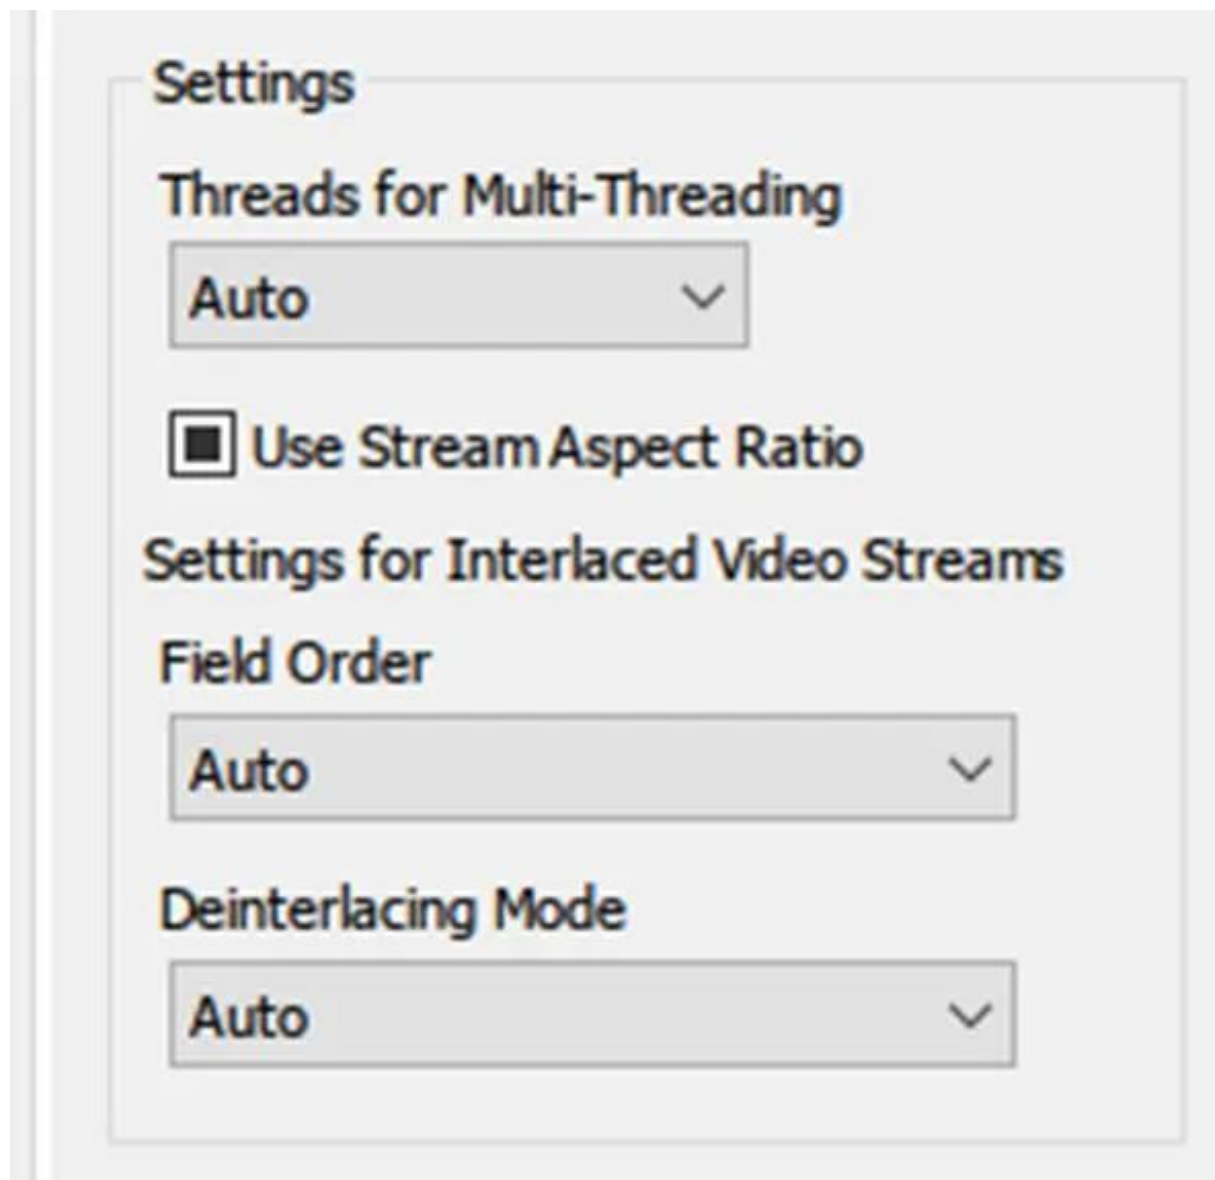 Settings
Threads for Multi-Threading
Auto
Use Stream Aspect Ratio
Settings for Interlaced Video Streams
Field Order
Auto
Deinterlacing Mode
Auto